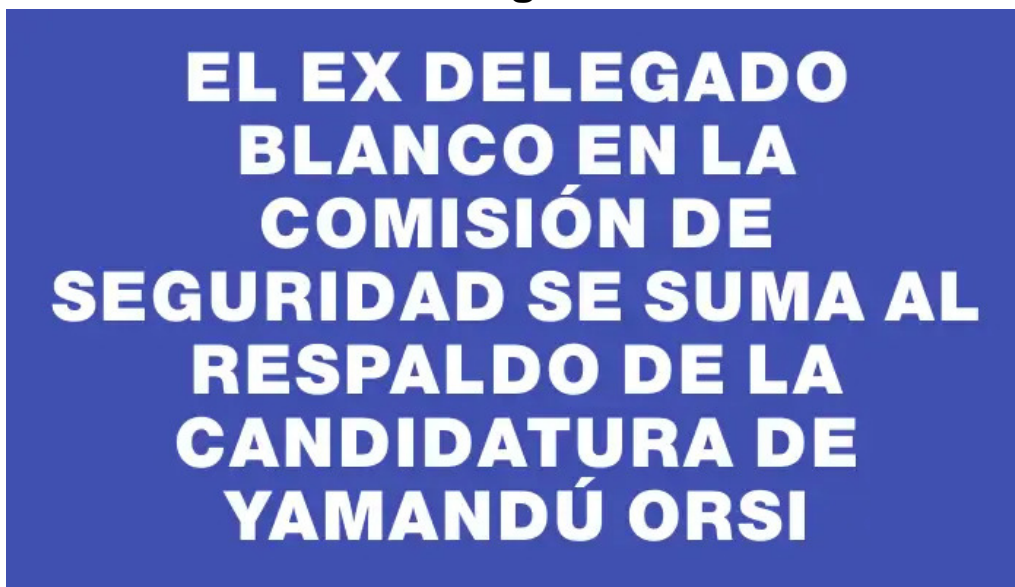 EL EX DELEGADO
BLANCO EN LA
COMISIÓN DE
SEGURIDAD SE SUMA AL
RESPALDO DE LA
CANDIDATURA DE
YAMANDÚ ORSI